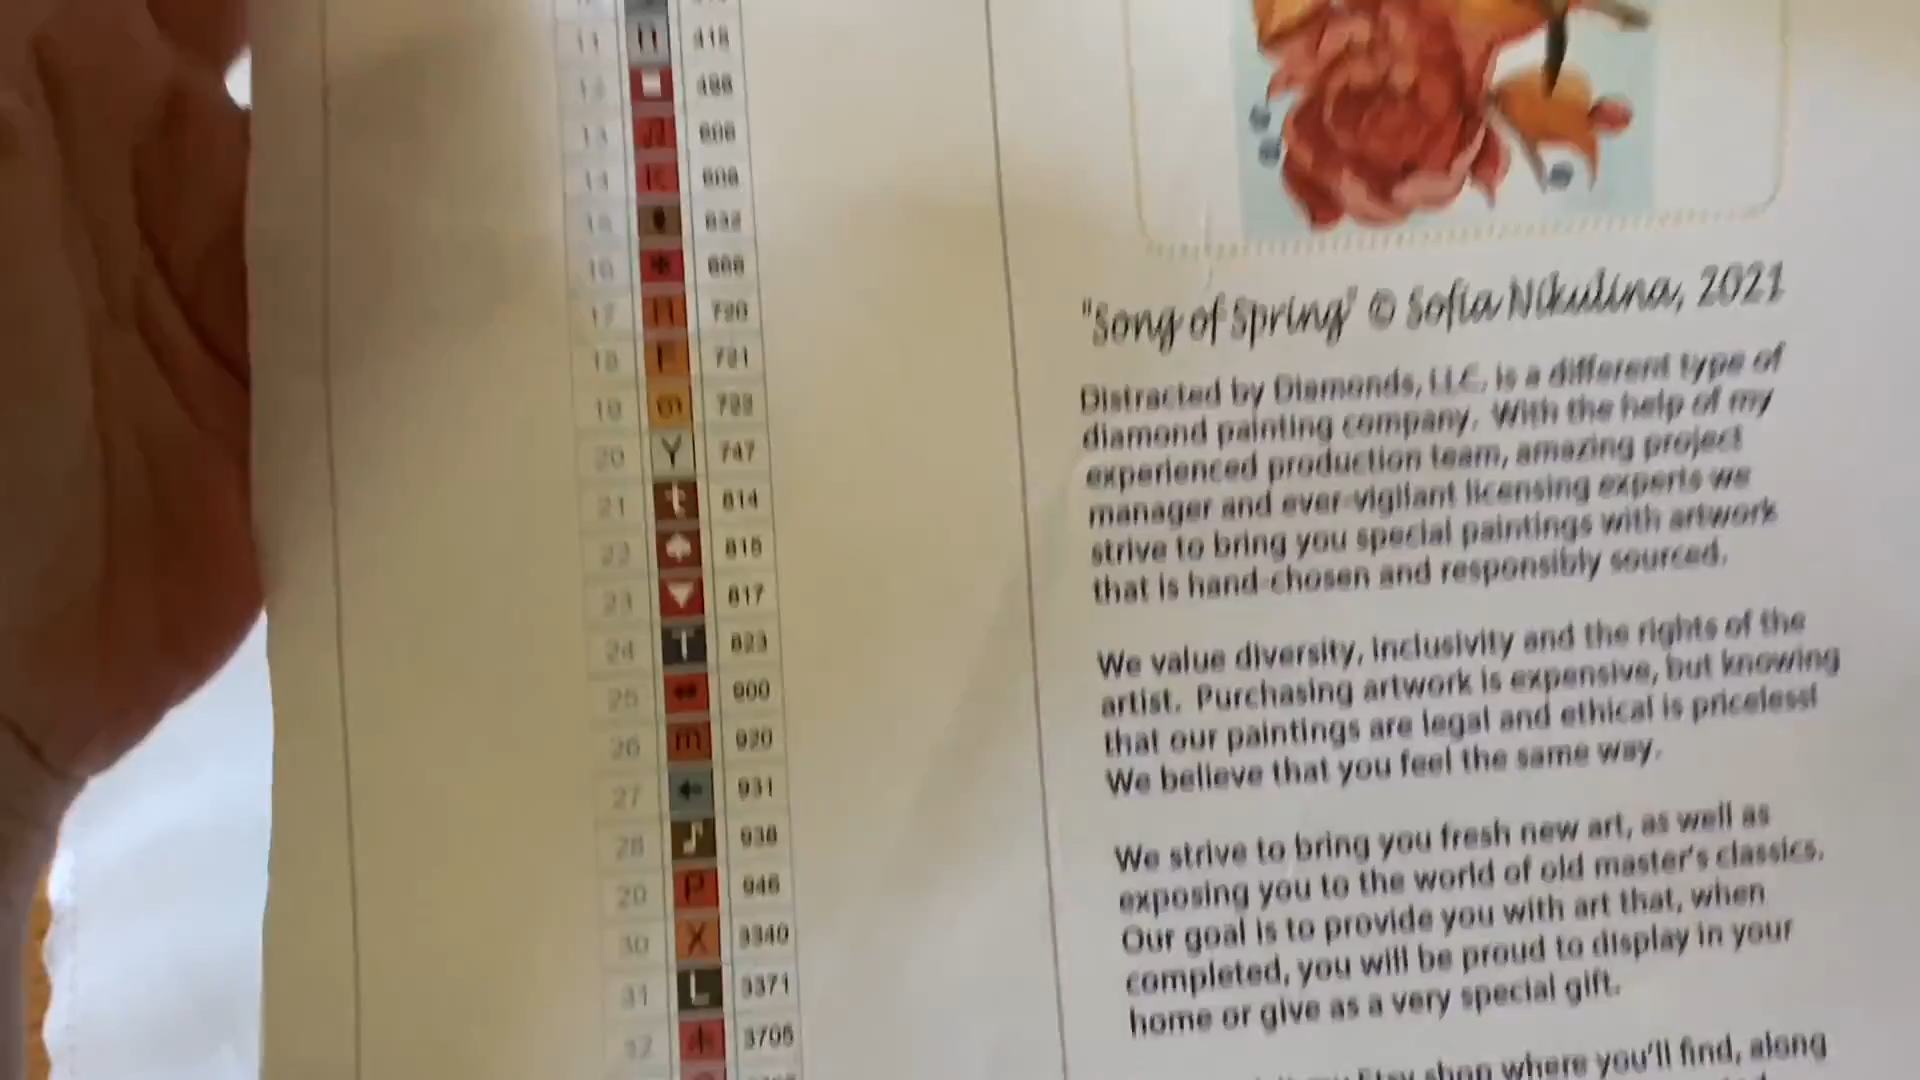 11 415
12 498
13 606
14 608
15 632
16 666
17 720
18 F 721
19 722
20 Y 747
21 t 814
22 815
23 817
24 T 823
25 900
26 m 920
27 931
28 938
29 P 946
30 X 3340
31 L 3371
32 3705
"Song of Spring" © Sofia Nikulina, 2021
Distracted by Diamonds, LLC. is a different type of
diamond painting company. With the help of my
experienced production team, amazing project
manager and ever-vigilant licensing experts we
strive to bring you special paintings with artwork
that is hand-chosen and responsibly sourced.
We value diversity, inclusivity and the rights of the
artist. Purchasing artwork is expensive, but knowing
that our paintings are legal and ethical is priceless!
We believe that you feel the same way.
We strive to bring you fresh new art, as well as
exposing you to the world of old master's classics.
Our goal is to provide you with art that, when
completed, you will be proud to display in your
home or give as a very special gift.
my Etsy shop where you'll find, along